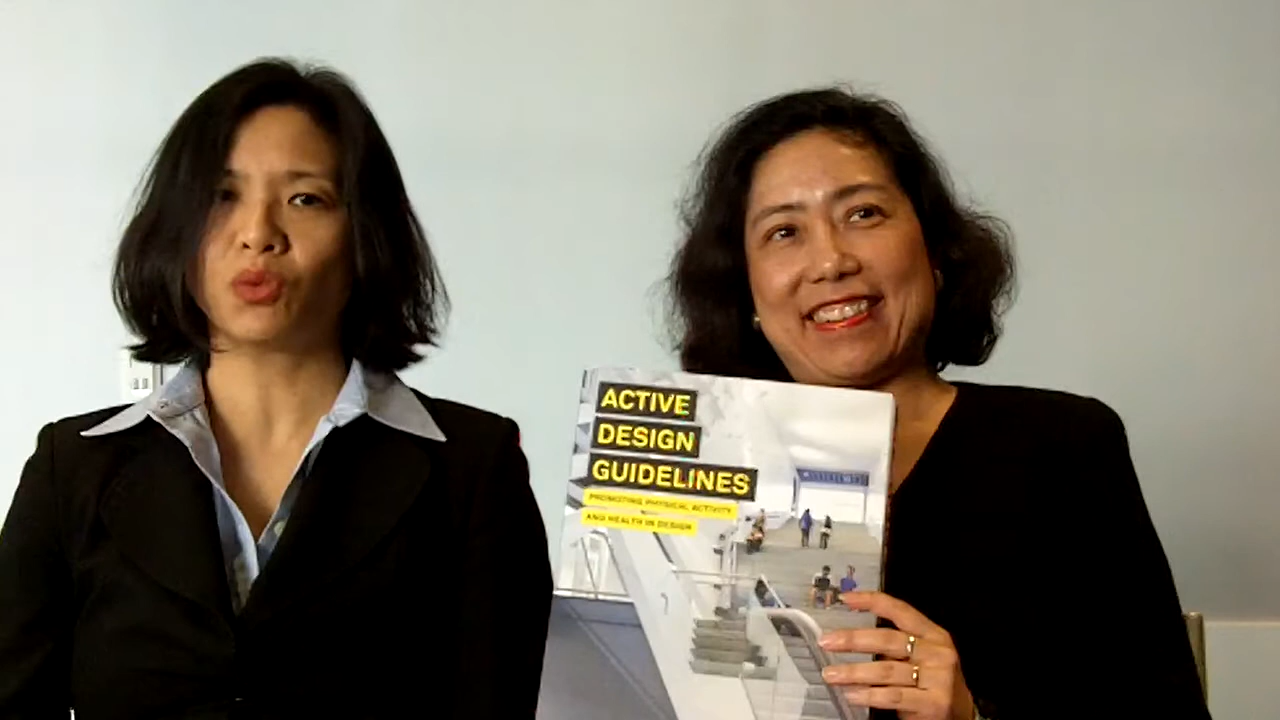 ACTIVE
DESIGN
GUIDELINES
PROMOTING PHYSICAL ACTIVITY
AND HEALTH IN DESIGN